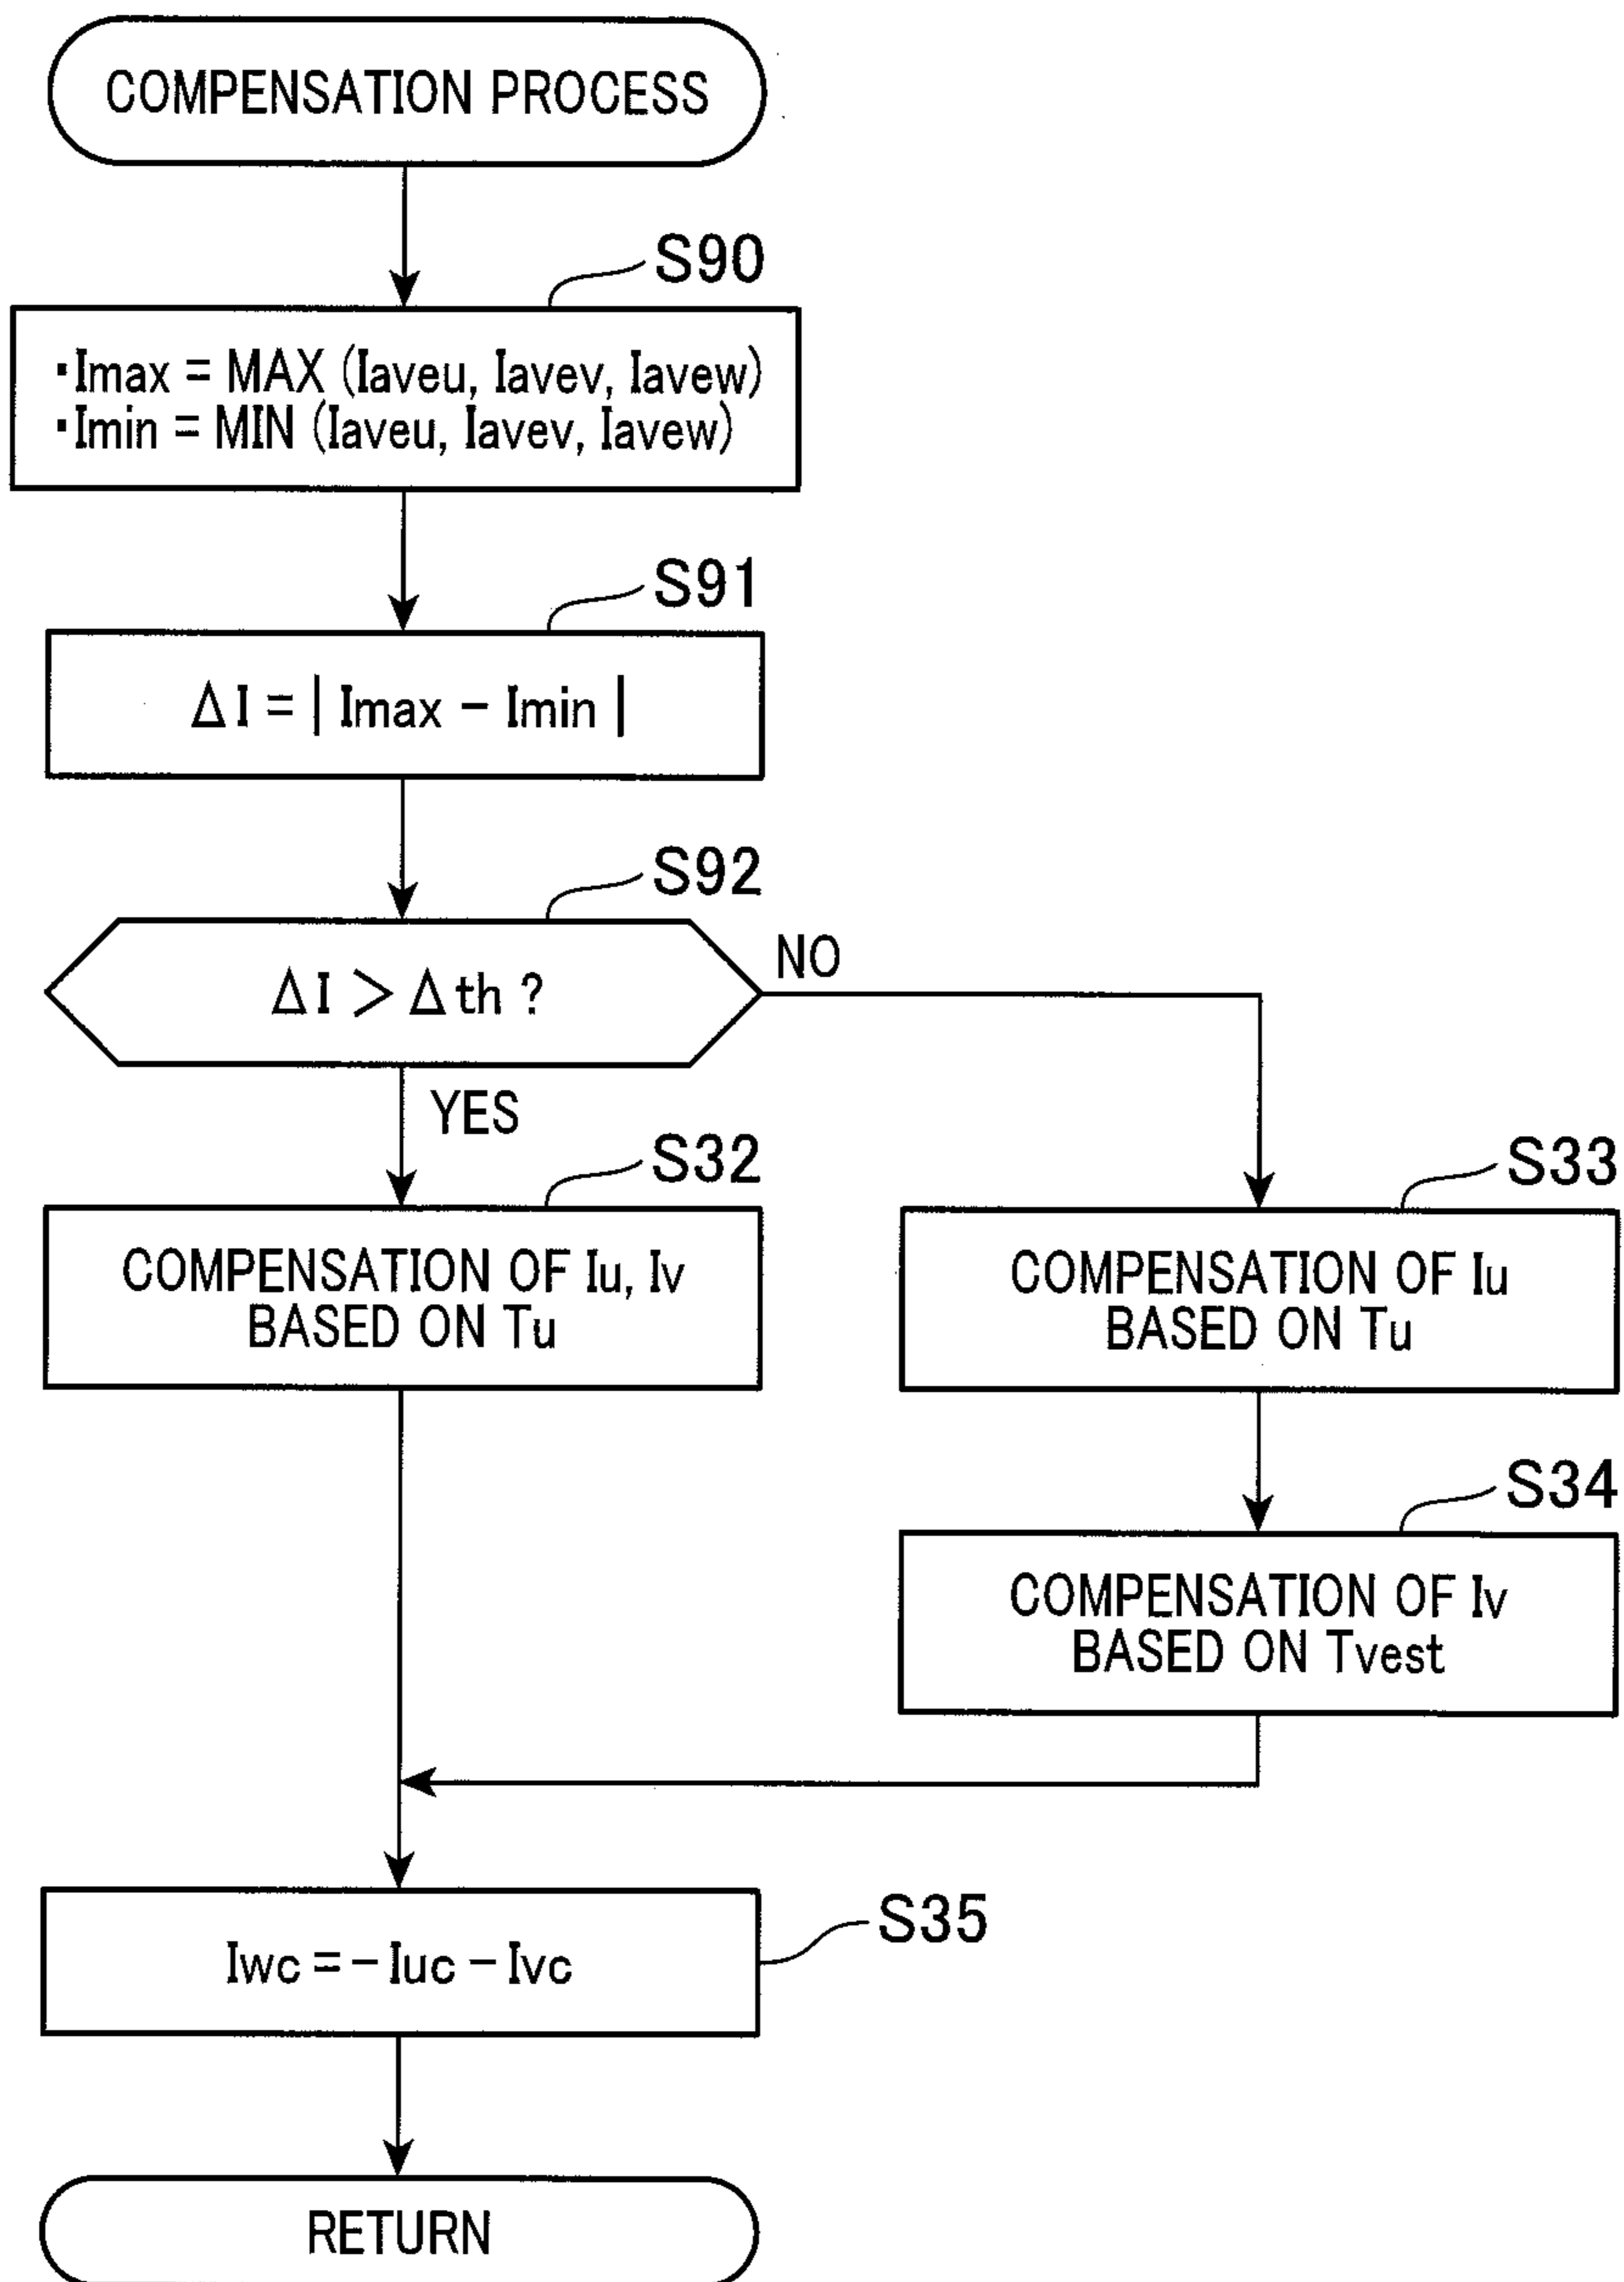 COMPENSATION PROCESS
S90
・Imax = MAX (Iaveu, Iavev, Iavew)
・Imin = MIN (Iaveu, Iavev, Iavew)
S91
ΔI = | Imax - Imin |
S92
ΔI > Δth ?
NO
YES
S32
S33
COMPENSATION OF Iu, Iv
BASED ON Tu
COMPENSATION OF Iu
BASED ON Tu
S34
COMPENSATION OF Iv
BASED ON Tvest
S35
Iwc = - Iuc - Ivc
RETURN